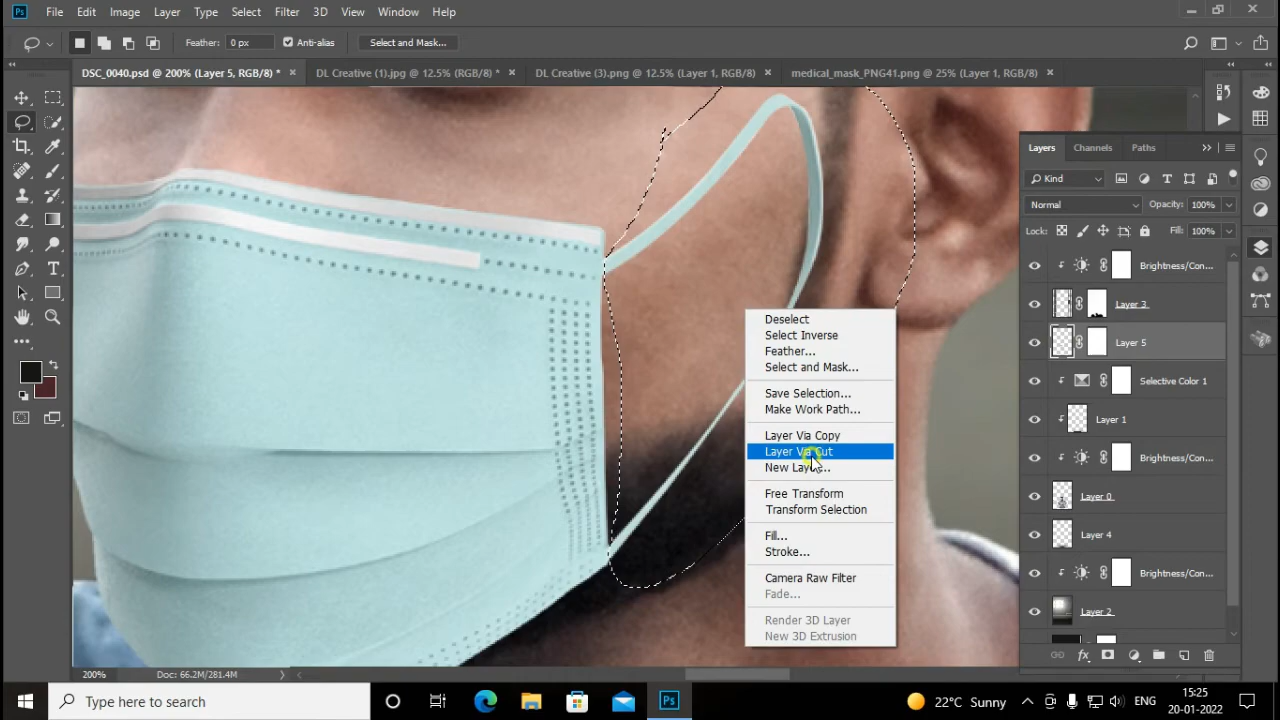 Ps File Edit Image Layer Type Select Filter 3D View Window Help
Feather: 0 px Anti-alias Select and Mask...
DSC_0040.psd @ 200% (Layer 5, RGB/8) * DL Creative (1).jpg @ 12.5% (RGB/8) * DL Creative (3).png @ 12.5% (Layer 1, RGB/8) medical_mask_PNG41.png @ 25% (Layer 1, RGB/8)
Layers Channels Paths
Kind
Normal Opacity: 100%
Lock: Fill: 100%
Brightness/Con...
Layer 3
Layer 5
Selective Color 1
Layer 1
Brightness/Con...
Layer 0
Layer 4
Brightness/Con...
Layer 2
Deselect
Select Inverse
Feather...
Select and Mask...
Save Selection...
Make Work Path...
Layer Via Copy
Layer Via Cut
New Layer...
Free Transform
Transform Selection
Fill...
Stroke...
Camera Raw Filter
Fade...
Render 3D Layer
New 3D Extrusion
200% Doc: 66.2M/281.4M
Type here to search
Ps
22°C Sunny
ENG
15:25
20-01-2022